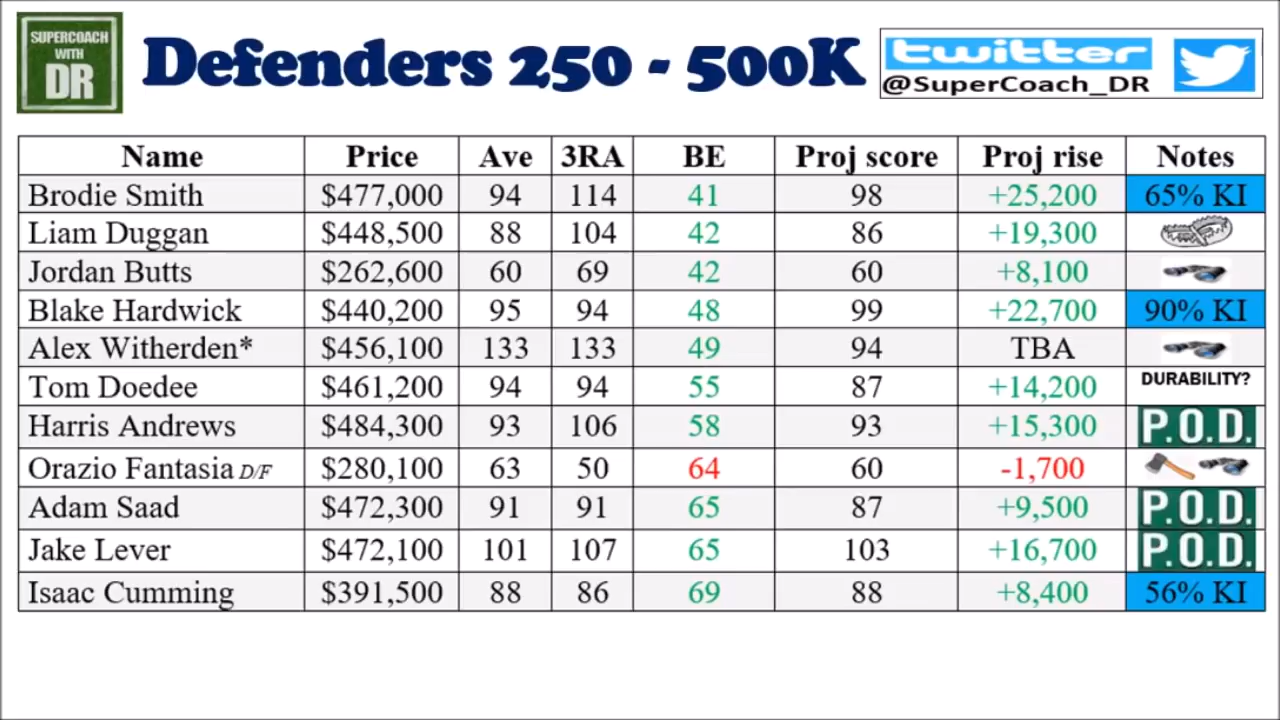 SUPERCOACH
WITH
DR
Defenders 250 - 500K
twitter
@SuperCoach_DR
Name Price Ave 3RA BE Proj score Proj rise Notes
Brodie Smith $477,000 94 114 41 98 +25,200 65% KI
Liam Duggan $448,500 88 104 42 86 +19,300
Jordan Butts $262,600 60 69 42 60 +8,100
Blake Hardwick $440,200 95 94 48 99 +22,700 90% KI
Alex Witherden* $456,100 133 133 49 94 TBA
Tom Doedee $461,200 94 94 55 87 +14,200 DURABILITY?
Harris Andrews $484,300 93 106 58 93 +15,300 P.O.D.
Orazio Fantasia D/F $280,100 63 50 64 60 -1,700
Adam Saad $472,300 91 91 65 87 +9,500 P.O.D.
Jake Lever $472,100 101 107 65 103 +16,700 P.O.D.
Isaac Cumming $391,500 88 86 69 88 +8,400 56% KI